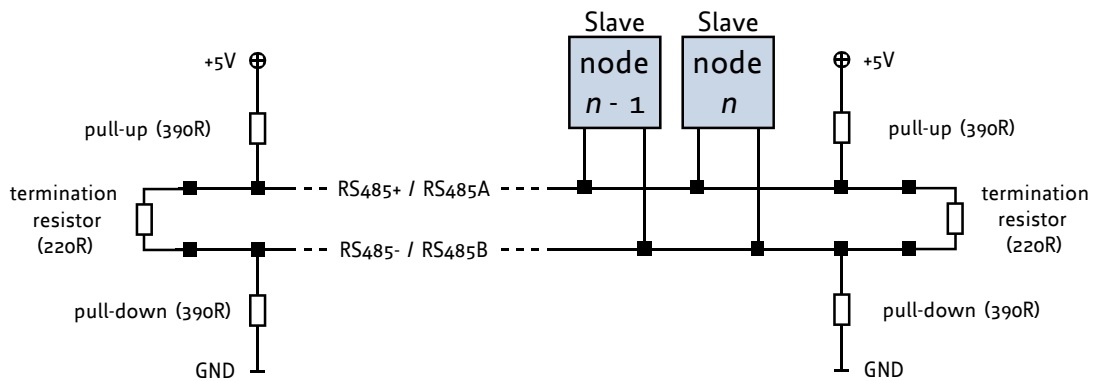 Slave
Slave
+5V
node
n - 1
node
n
+5V
pull-up (390R)
pull-up (390R)
termination
resistor
(220R)
RS485+ / RS485A
termination
resistor
(220R)
RS485- / RS485B
pull-down (390R)
pull-down (390R)
GND
GND